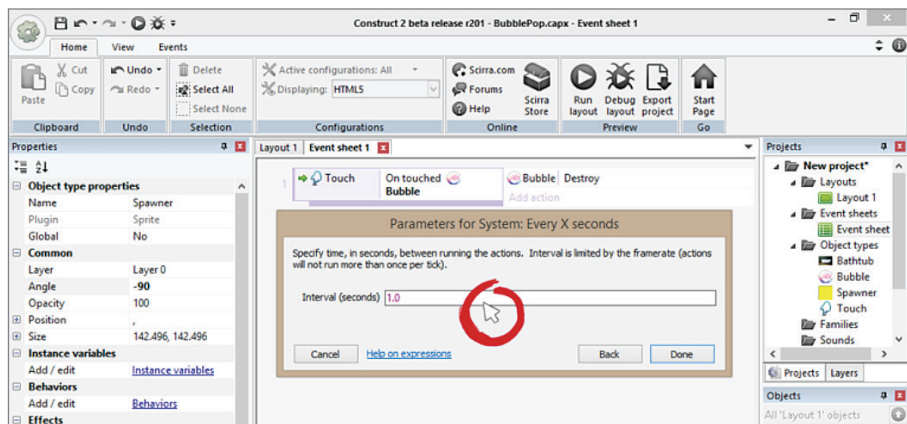 Construct 2 beta release r201 - BubblePop.capx - Event sheet 1
Home View Events
Paste
Cut
Copy
Clipboard
Undo
Redo
Undo
Delete
Select All
Select None
Selection
Active configurations: All
Displaying: HTML5
Configurations
Scirra.com
Forums
Help
Scirra Store
Online
Run layout
Debug layout
Export project
Preview
Start Page
Go
Properties
Object type properties
Name Spawner
Plugin Sprite
Global No
Common
Layer Layer 0
Angle -90
Opacity 100
Position ,
Size 142.496, 142.496
Instance variables
Add / edit Instance variables
Behaviors
Add / edit Behaviors
Effects
Layout 1 Event sheet 1
1 Touch On touched Bubble Bubble Destroy
Add action
Parameters for System: Every X seconds
Specify time, in seconds, between running the actions. Interval is limited by the framerate (actions
will not run more than once per tick).
Interval (seconds) 1.0
Cancel Help on expressions Back Done
Projects
New project*
Layouts
Layout 1
Event sheets
Event sheet
Object types
Bathtub
Bubble
Spawner
Touch
Families
Sounds
Projects Layers
Objects
All 'Layout 1' objects